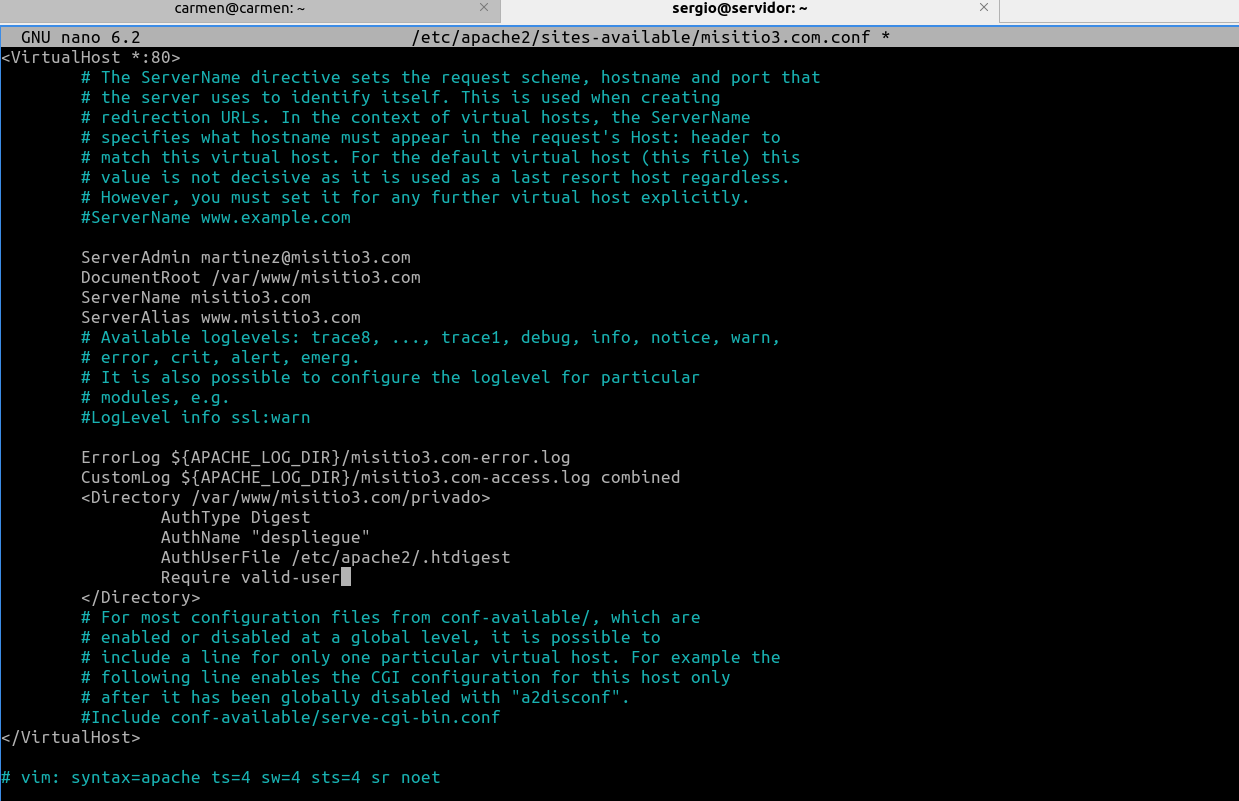 carmen@carmen: ~ × sergio@servidor: ~ ×
GNU nano 6.2 /etc/apache2/sites-available/misitio3.com.conf *
<VirtualHost *:80>
        # The ServerName directive sets the request scheme, hostname and port that
        # the server uses to identify itself. This is used when creating
        # redirection URLs. In the context of virtual hosts, the ServerName
        # specifies what hostname must appear in the request's Host: header to
        # match this virtual host. For the default virtual host (this file) this
        # value is not decisive as it is used as a last resort host regardless.
        # However, you must set it for any further virtual host explicitly.
        #ServerName www.example.com

        ServerAdmin martinez@misitio3.com
        DocumentRoot /var/www/misitio3.com
        ServerName misitio3.com
        ServerAlias www.misitio3.com
        # Available loglevels: trace8, ..., trace1, debug, info, notice, warn,
        # error, crit, alert, emerg.
        # It is also possible to configure the loglevel for particular
        # modules, e.g.
        #LogLevel info ssl:warn

        ErrorLog ${APACHE_LOG_DIR}/misitio3.com-error.log
        CustomLog ${APACHE_LOG_DIR}/misitio3.com-access.log combined
        <Directory /var/www/misitio3.com/privado>
                AuthType Digest
                AuthName "despliegue"
                AuthUserFile /etc/apache2/.htdigest
                Require valid-user
        </Directory>
        # For most configuration files from conf-available/, which are
        # enabled or disabled at a global level, it is possible to
        # include a line for only one particular virtual host. For example the
        # following line enables the CGI configuration for this host only
        # after it has been globally disabled with "a2disconf".
        #Include conf-available/serve-cgi-bin.conf
</VirtualHost>

# vim: syntax=apache ts=4 sw=4 sts=4 sr noet